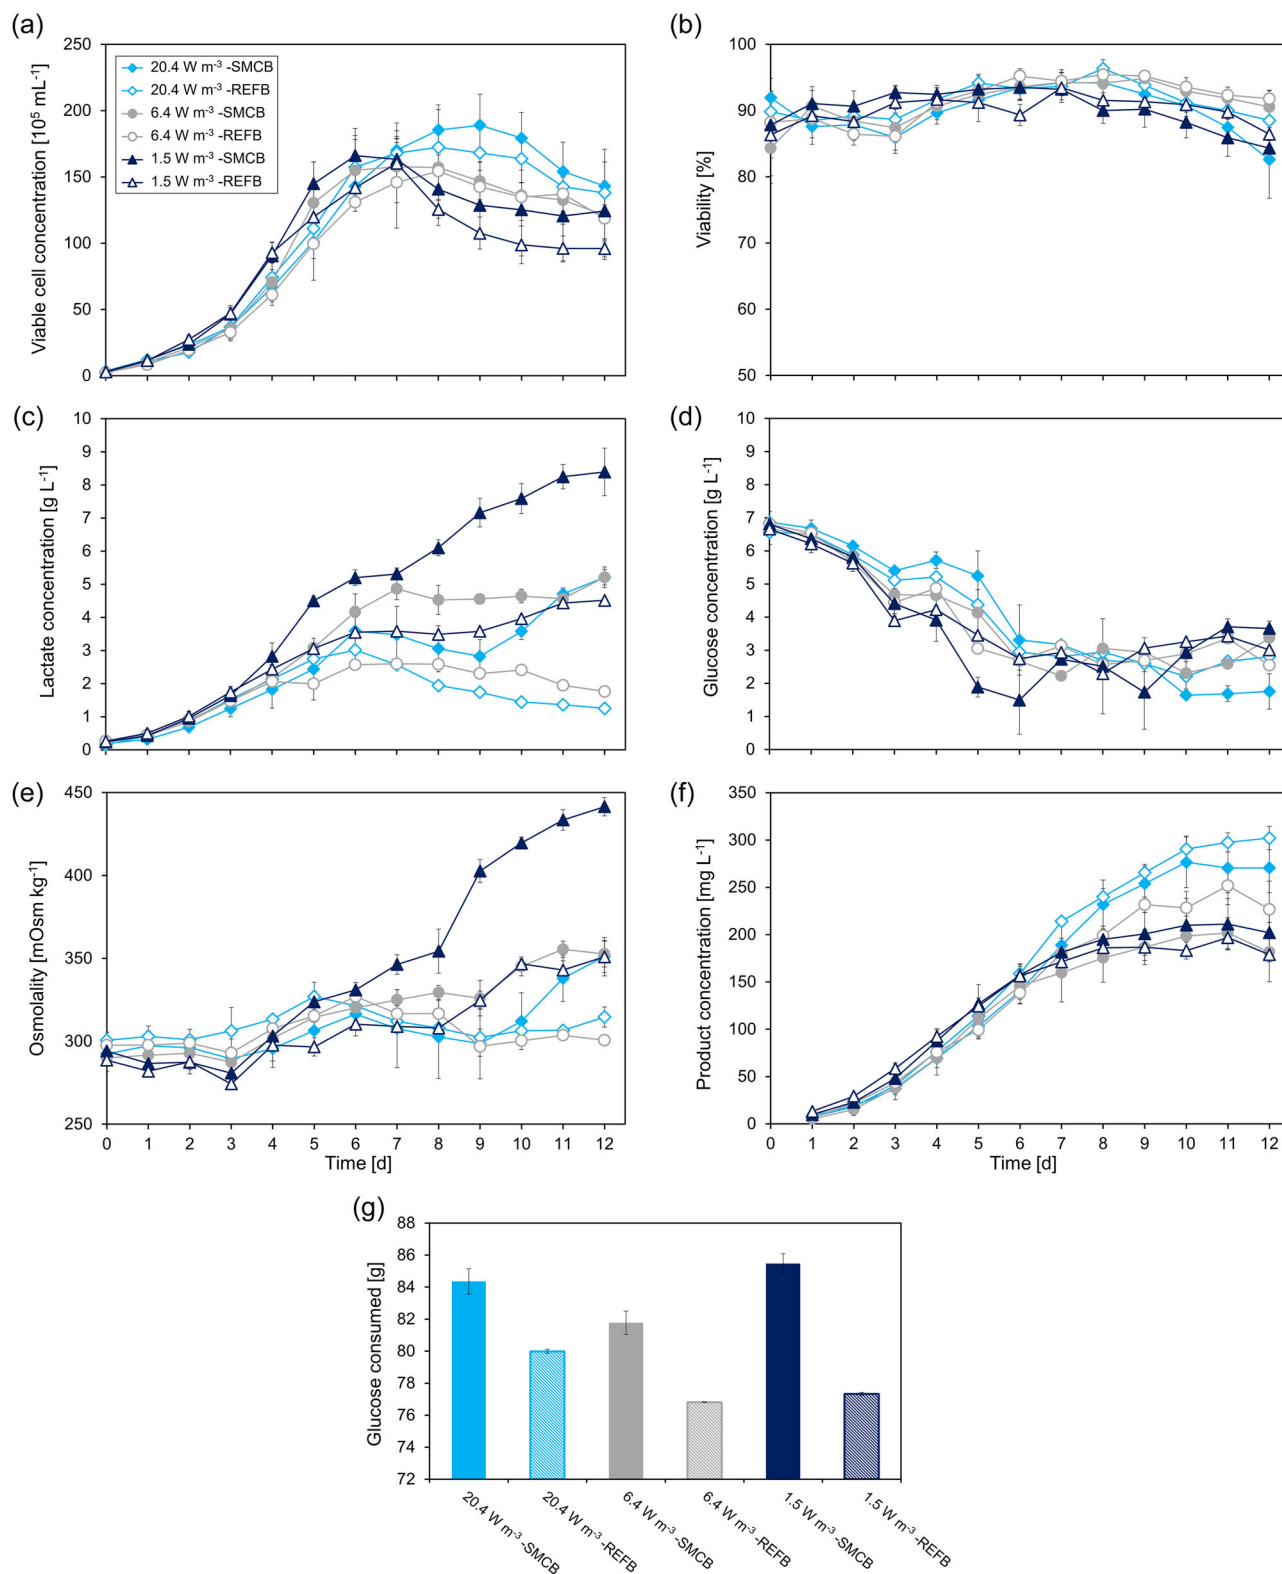 (a)
250
200
150
100
50
0
Viable cell concentration [10⁵ mL⁻¹]
20.4 W m⁻³ -SMCB
20.4 W m⁻³ -REFB
6.4 W m⁻³ -SMCB
6.4 W m⁻³ -REFB
1.5 W m⁻³ -SMCB
1.5 W m⁻³ -REFB
(b)
100
90
80
70
60
50
Viability [%]
(c)
10
9
8
7
6
5
4
3
2
1
0
Lactate concentration [g L⁻¹]
(d)
10
9
8
7
6
5
4
3
2
1
0
Glucose concentration [g L⁻¹]
(e)
450
400
350
300
250
Osmolality [mOsm kg⁻¹]
0 1 2 3 4 5 6 7 8 9 10 11 12
Time [d]
(f)
350
300
250
200
150
100
50
0
Product concentration [mg L⁻¹]
0 1 2 3 4 5 6 7 8 9 10 11 12
Time [d]
(g)
88
86
84
82
80
78
76
74
72
Glucose consumed [g]
20.4 W m⁻³ -SMCB
20.4 W m⁻³ -REFB
6.4 W m⁻³ -SMCB
6.4 W m⁻³ -REFB
1.5 W m⁻³ -SMCB
1.5 W m⁻³ -REFB